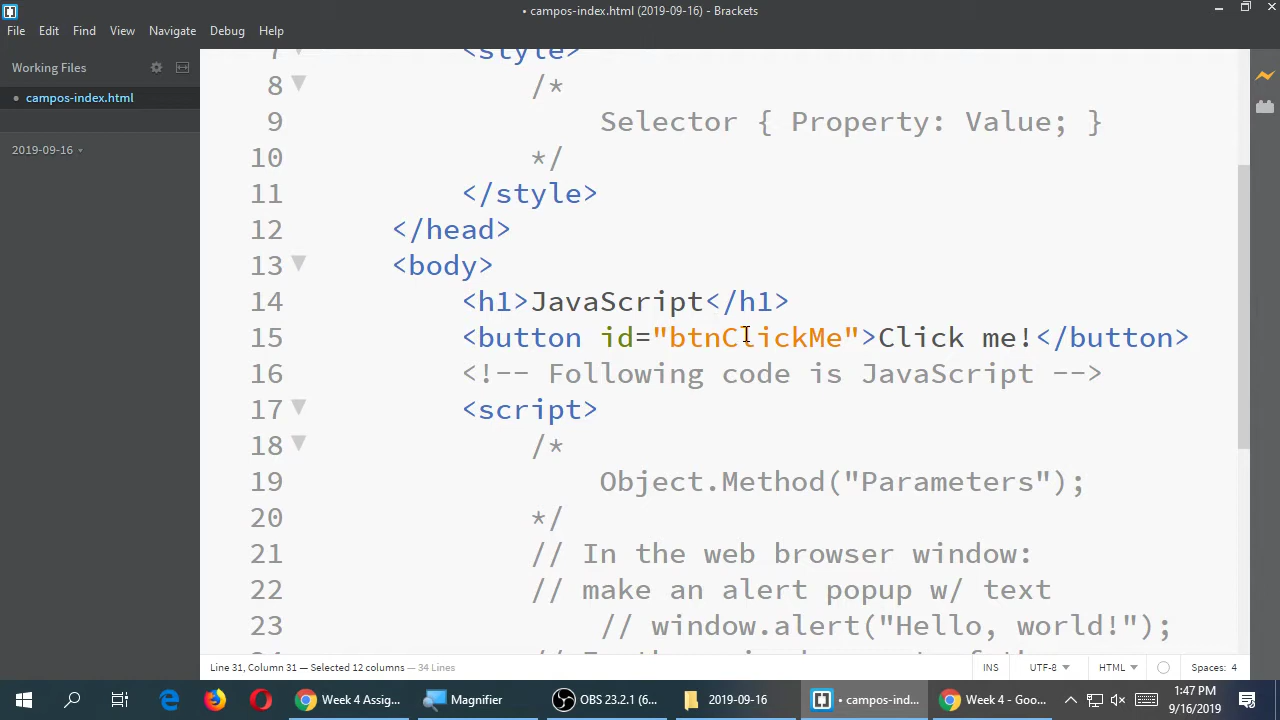 • campos-index.html (2019-09-16) - Brackets
File Edit Find View Navigate Debug Help
Working Files
• campos-index.html
2019-09-16
7 <style>
8 /*
9 Selector { Property: Value; }
10 */
11 </style>
12 </head>
13 <body>
14 <h1>JavaScript</h1>
15 <button id="btnClickMe">Click me!</button>
16 <!-- Following code is JavaScript -->
17 <script>
18 /*
19 Object.Method("Parameters");
20 */
21 // In the web browser window:
22 // make an alert popup w/ text
23 // window.alert("Hello, world!");
Line 31, Column 31 — Selected 12 columns — 34 Lines
INS UTF-8 HTML Spaces: 4
Week 4 Assig...
Magnifier
OBS 23.2.1 (6...
2019-09-16
• campos-ind...
Week 4 - Goo...
1:47 PM
9/16/2019